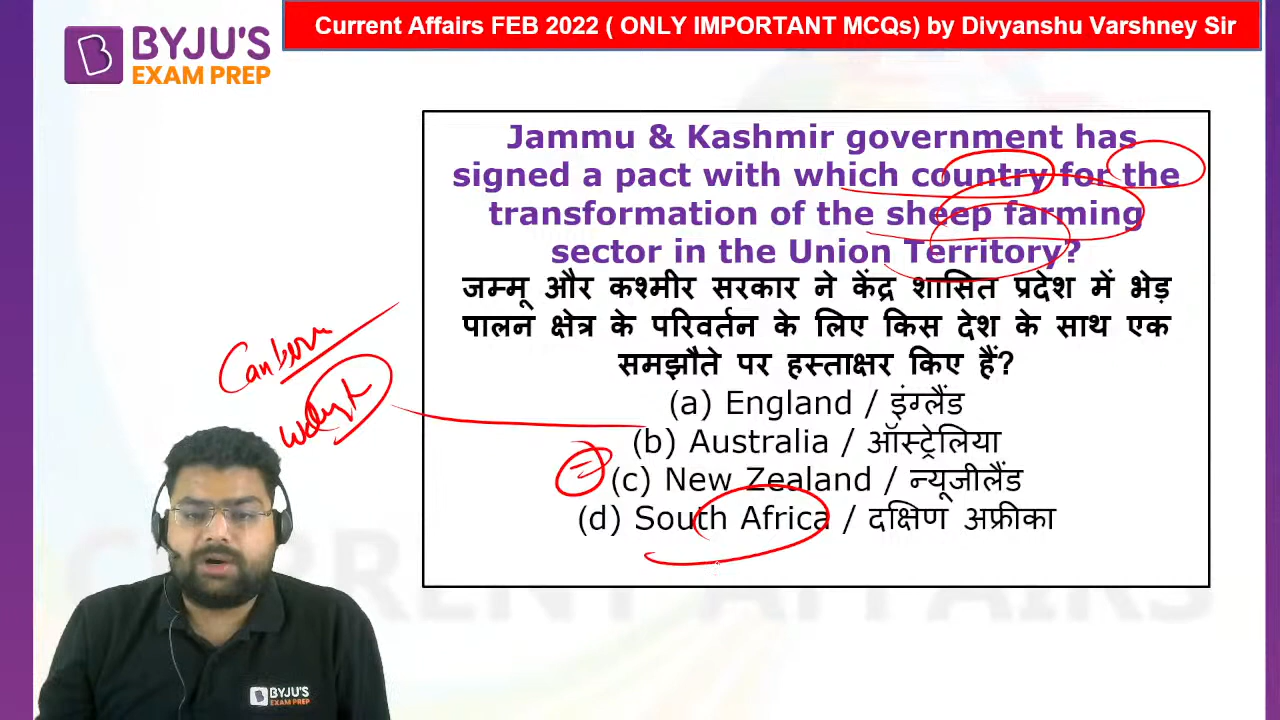 Current Affairs FEB 2022 ( ONLY IMPORTANT MCQs) by Divyanshu Varshney Sir
BYJU'S
EXAM PREP
Jammu & Kashmir government has
signed a pact with which country for the
transformation of the sheep farming
sector in the Union Territory?
जम्मू और कश्मीर सरकार ने केंद्र शासित प्रदेश में भेड़
पालन क्षेत्र के परिवर्तन के लिए किस देश के साथ एक
समझौते पर हस्ताक्षर किए हैं?
(a) England / इंग्लैंड
(b) Australia / ऑस्ट्रेलिया
(c) New Zealand / न्यूजीलैंड
(d) South Africa / दक्षिण अफ्रीका
BYJU'S
EXAM PREP